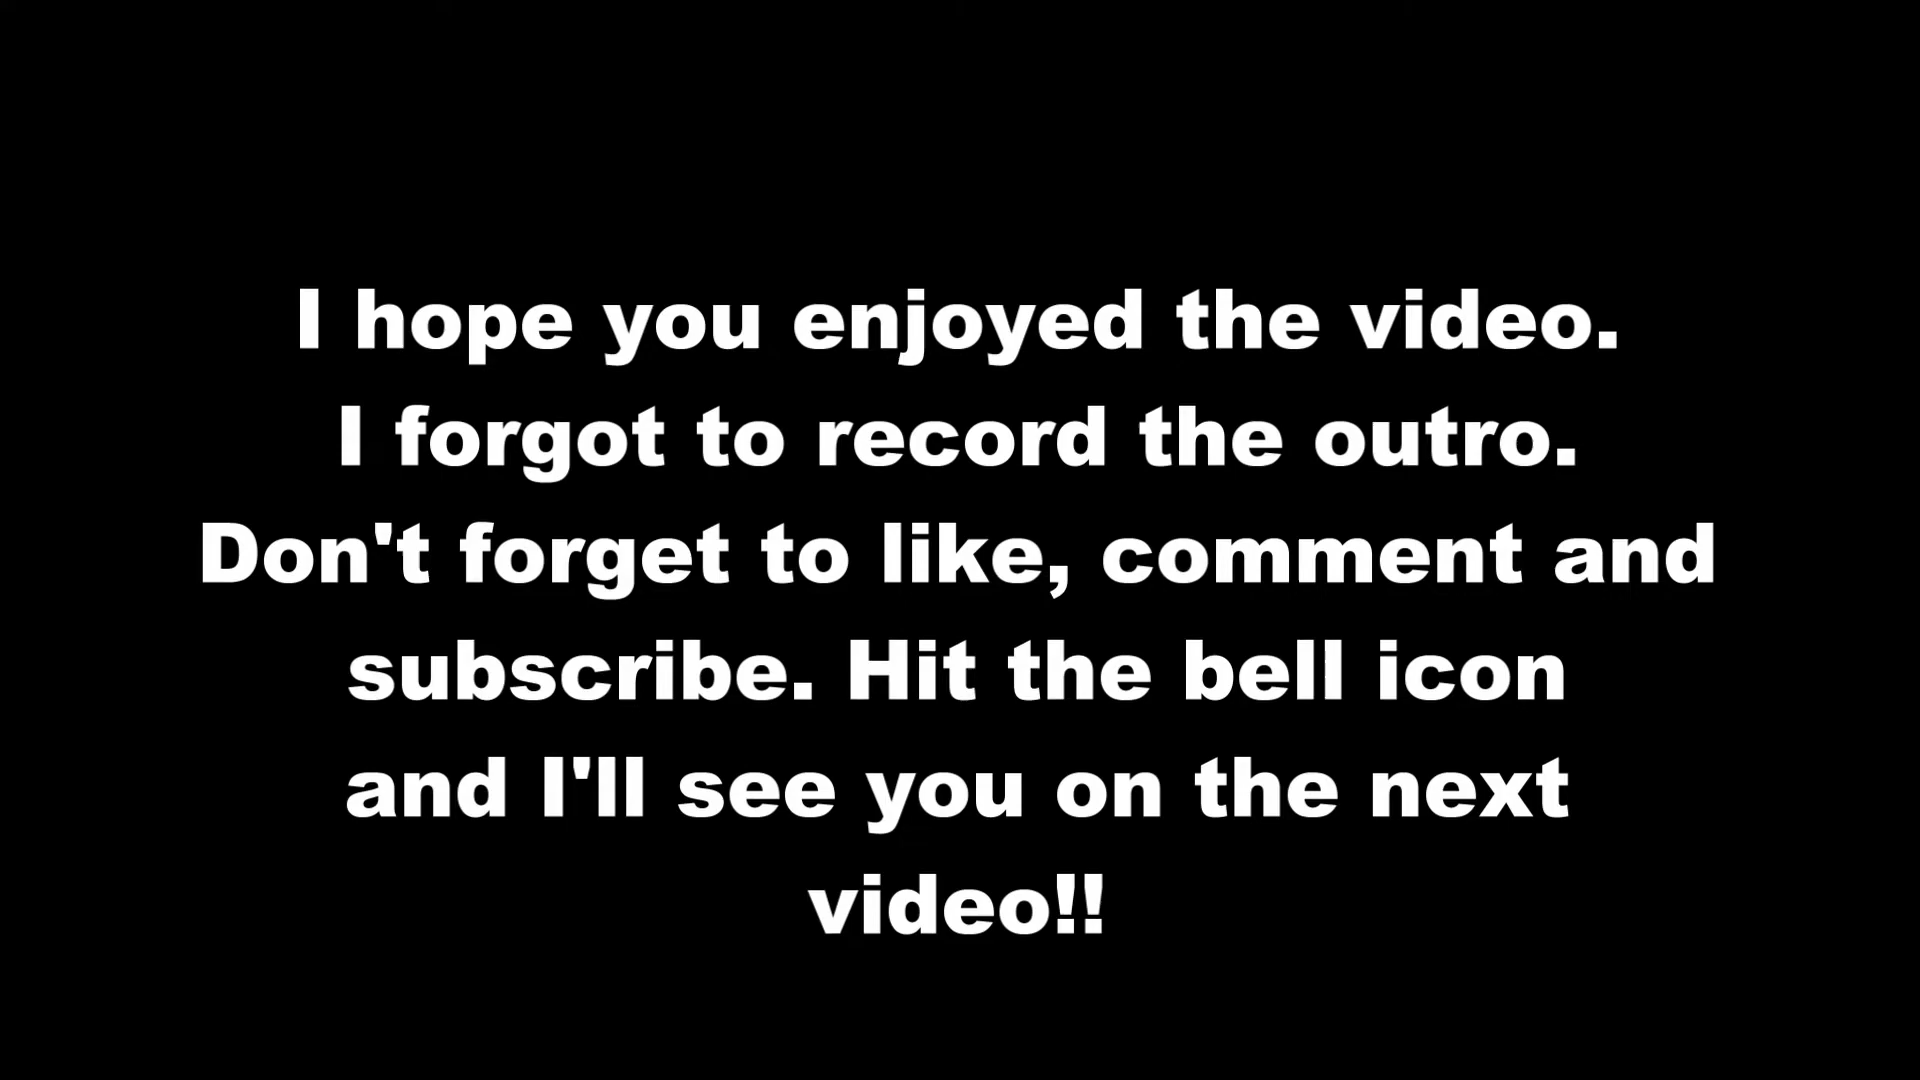 I hope you enjoyed the video.
I forgot to record the outro.
Don't forget to like, comment and
subscribe. Hit the bell icon
and I'll see you on the next
video!!